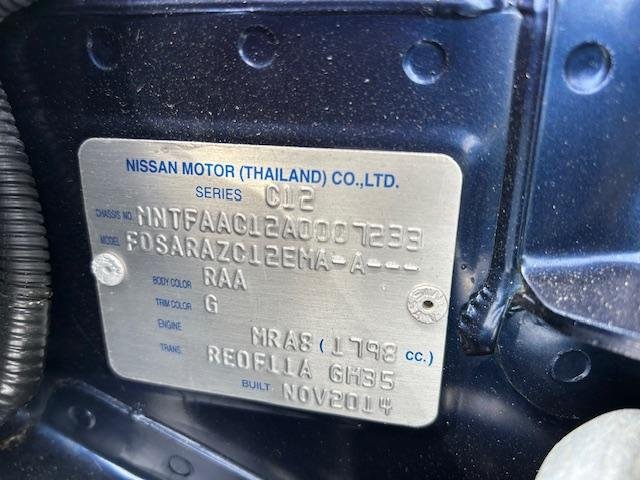 NISSAN MOTOR (THAILAND) CO.,LTD.
SERIES C12
CHASSIS NO. MNTFAAC12A0007233
MODEL FDSARAZC12EMA-A---
BODY COLOR RAA
TRIM COLOR G
ENGINE MRA8 (1798 CC.)
TRANS. RE0F11A GH35
BUILT NOV2014